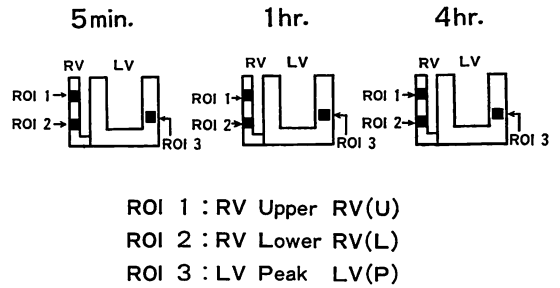 5min. 1hr. 4hr.
RV LV RV LV RV LV
ROI 1 ROI 1 ROI 1
ROI 2 ROI 2 ROI 2
ROI 3 ROI 3 ROI 3
ROI 1 : RV Upper RV(U)
ROI 2 : RV Lower RV(L)
ROI 3 : LV Peak LV(P)